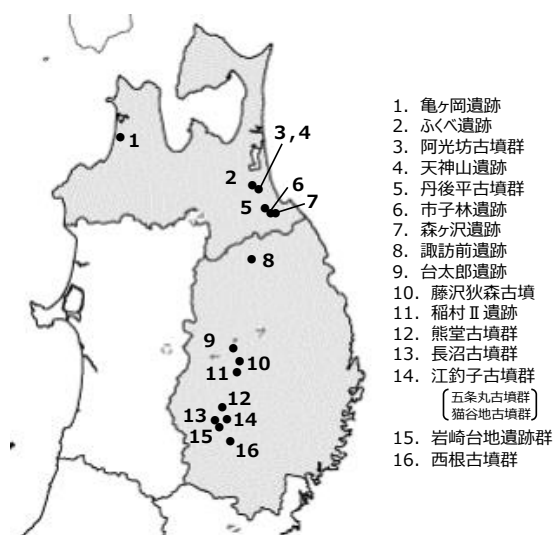 1
3,4
2
6
5
7
8
9
10
11
12
13
14
15
16
1. 亀ヶ岡遺跡
2. ふくべ遺跡
3. 阿光坊古墳群
4. 天神山遺跡
5. 丹後平古墳群
6. 市子林遺跡
7. 森ヶ沢遺跡
8. 諏訪前遺跡
9. 台太郎遺跡
10. 藤沢狄森古墳
11. 稲村Ⅱ遺跡
12. 熊堂古墳群
13. 長沼古墳群
14. 江釣子古墳群
五条丸古墳群
猫谷地古墳群
15. 岩崎台地遺跡群
16. 西根古墳群